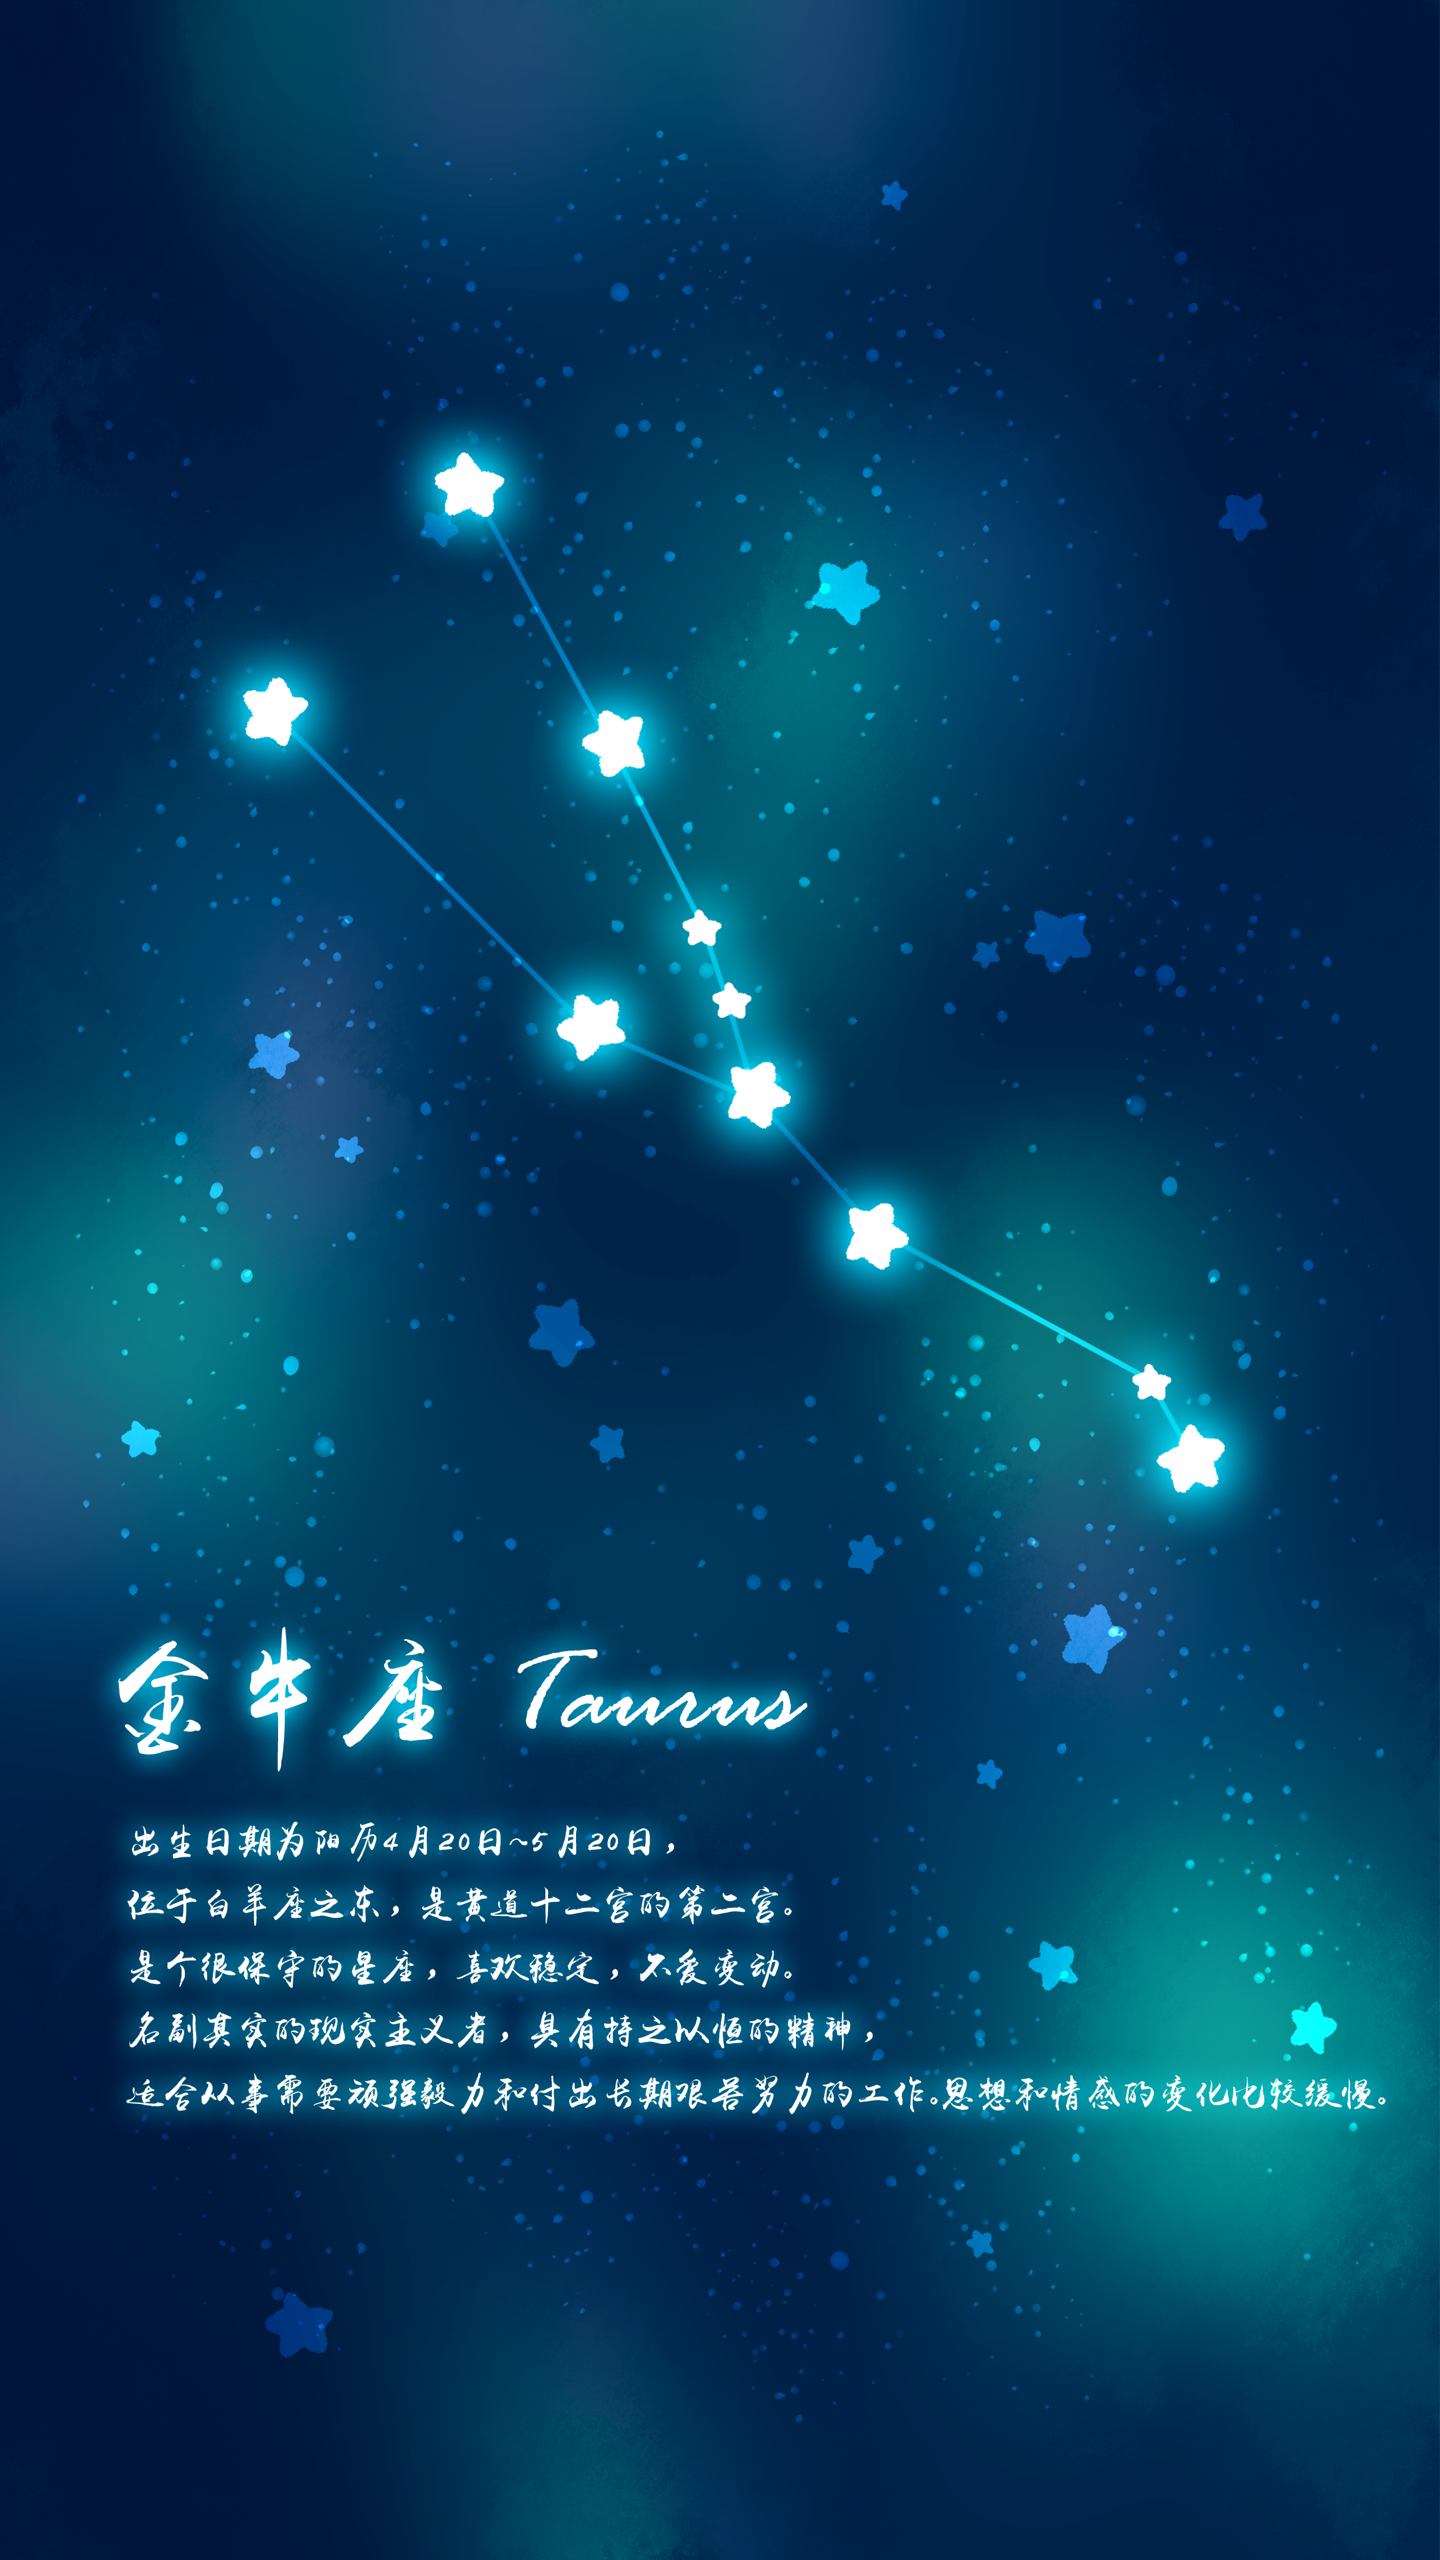 金牛座 Taurus
出生日期为阳历4月20日~5月20日，
位于白羊座之东，是黄道十二宫的第二宫。
是个很保守的星座，喜欢稳定，不爱变动。
名副其实的现实主义者，具有持之以恒的精神，
适合从事需要顽强毅力和付出长期艰苦努力的工作。思想和情感的变化比较缓慢。